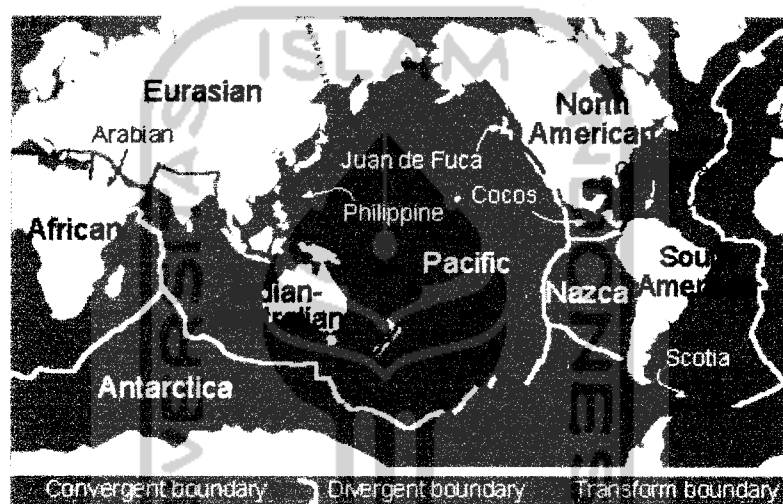 ISLAM
Eurasian
North
American
Arabian
Juan de Fuca
Cocos
Philippine
African
Pacific
Nazca
Scotia
Antarctica
Convergent boundary
Divergent boundary
Transform boundary